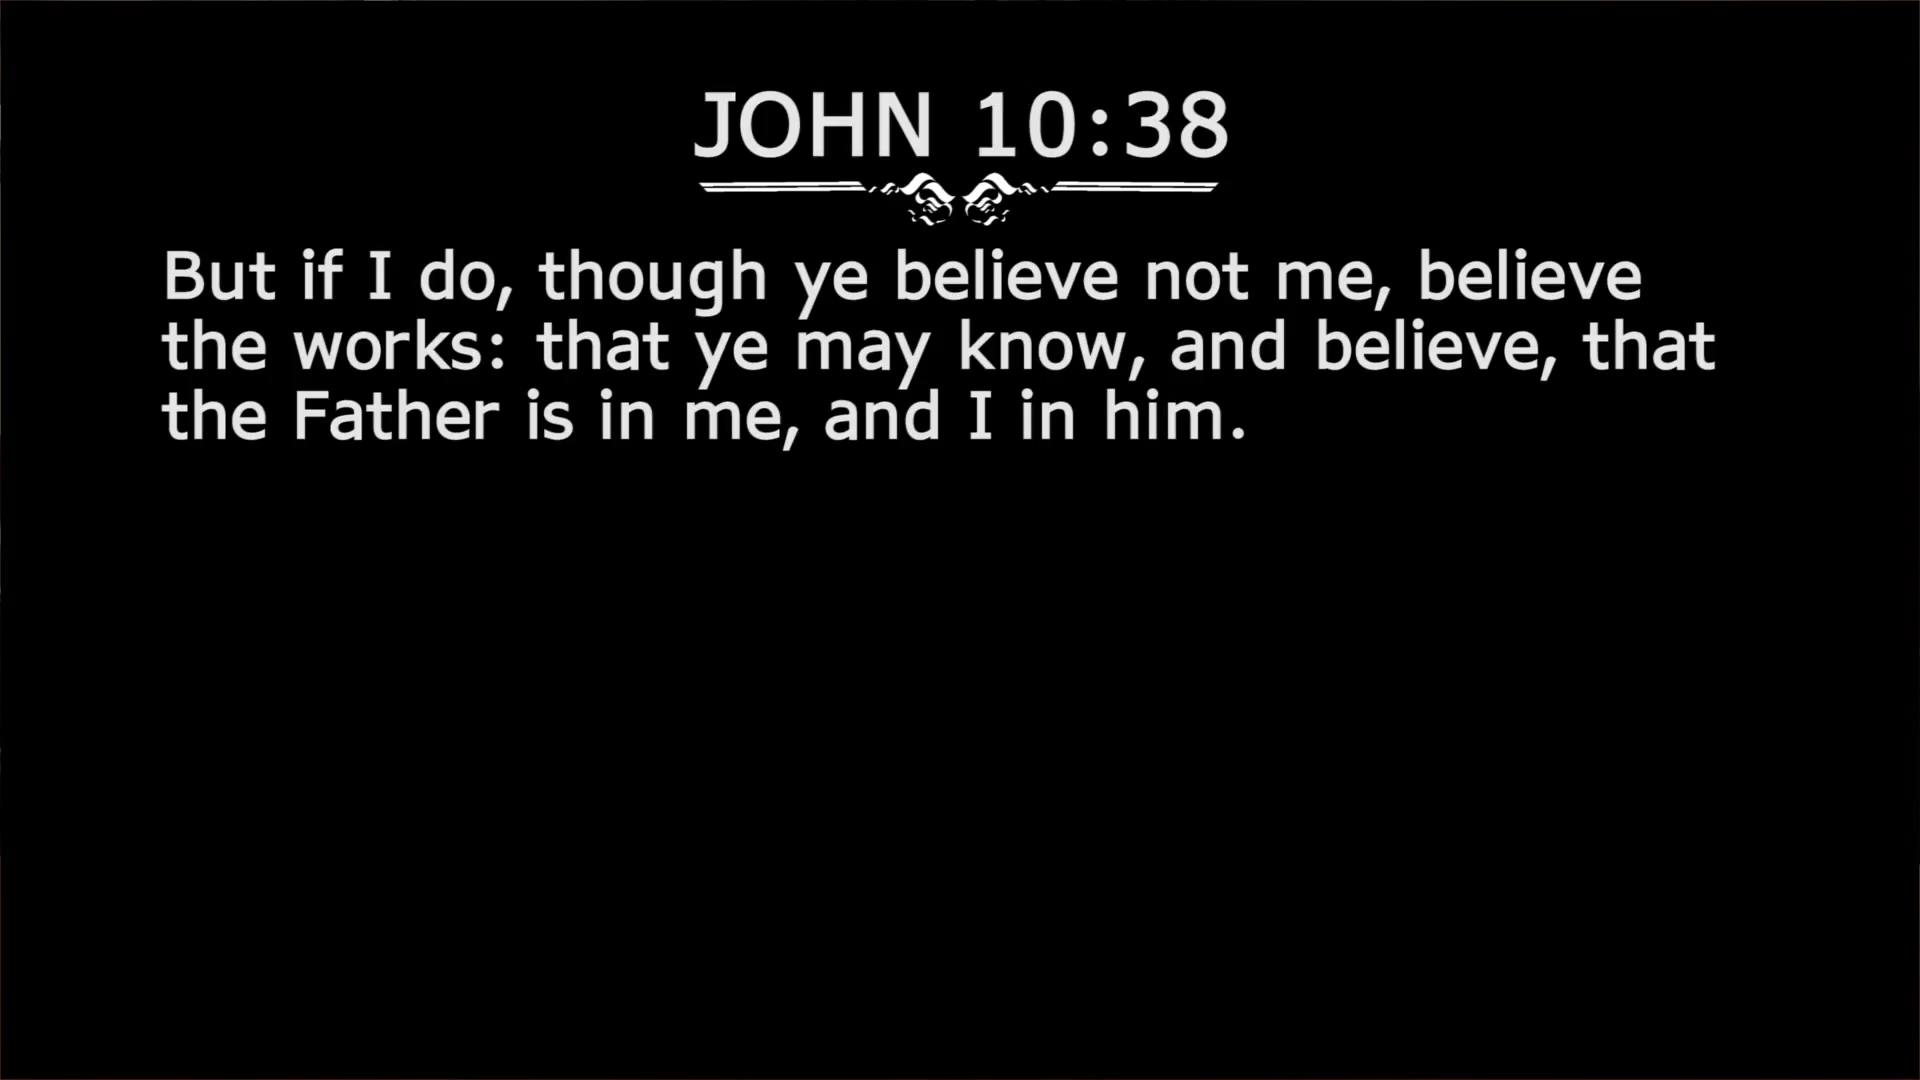 JOHN 10:38
But if I do, though ye believe not me, believe
the works: that ye may know, and believe, that
the Father is in me, and I in him.